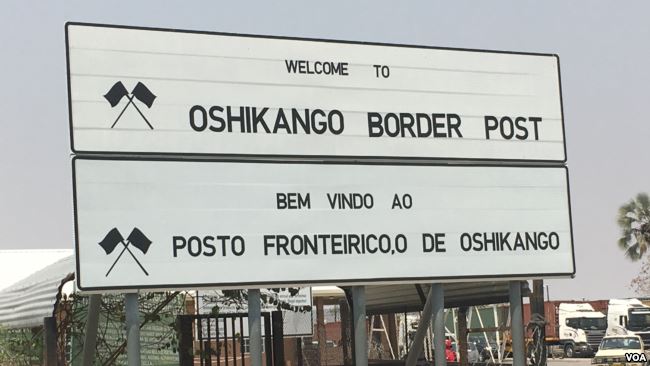 WELCOME TO
OSHIKANGO BORDER POST
BEM VINDO AO
POSTO FRONTEIRICO,O DE OSHIKANGO
VOA